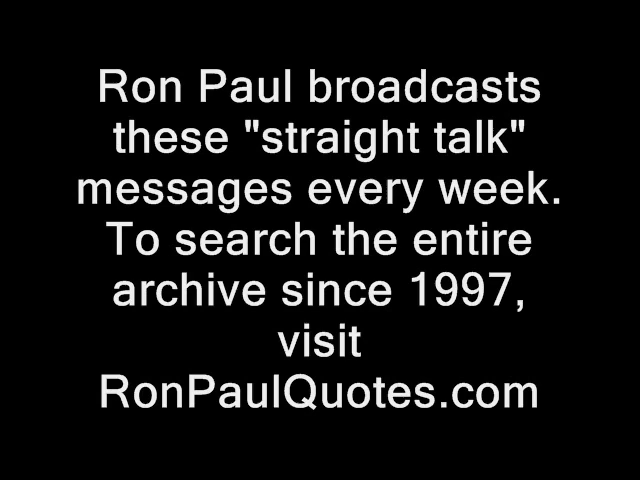 Ron Paul broadcasts
these "straight talk"
messages every week.
To search the entire
archive since 1997,
visit
RonPaulQuotes.com